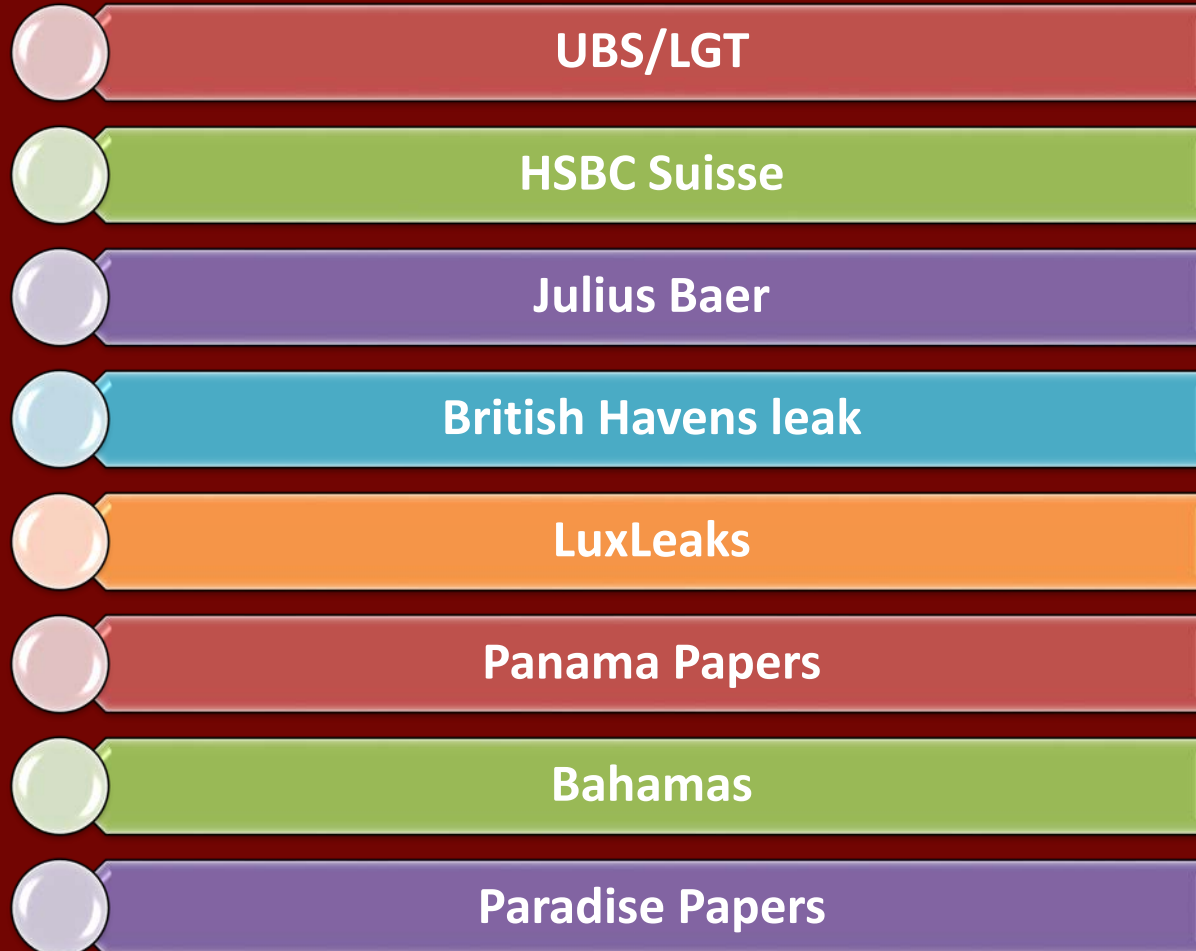 UBS/LGT
HSBC Suisse
Julius Baer
British Havens leak
LuxLeaks
Panama Papers
Bahamas
Paradise Papers